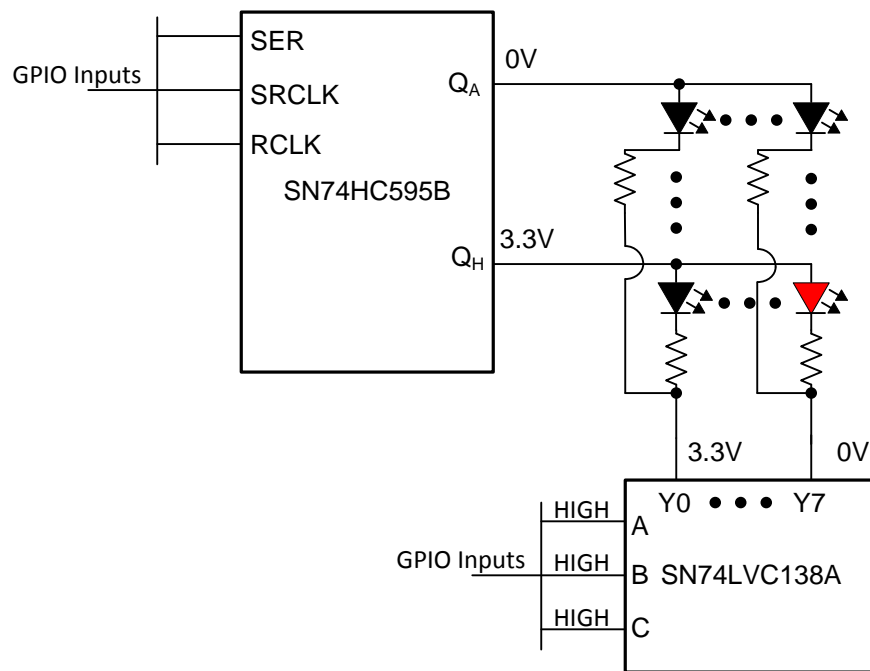 SER
0V
GPIO Inputs
SRCLK
QA
RCLK
SN74HC595B
3.3V
QH
3.3V
0V
Y0 Y7
HIGH
A
GPIO Inputs
HIGH
B
SN74LVC138A
HIGH
C